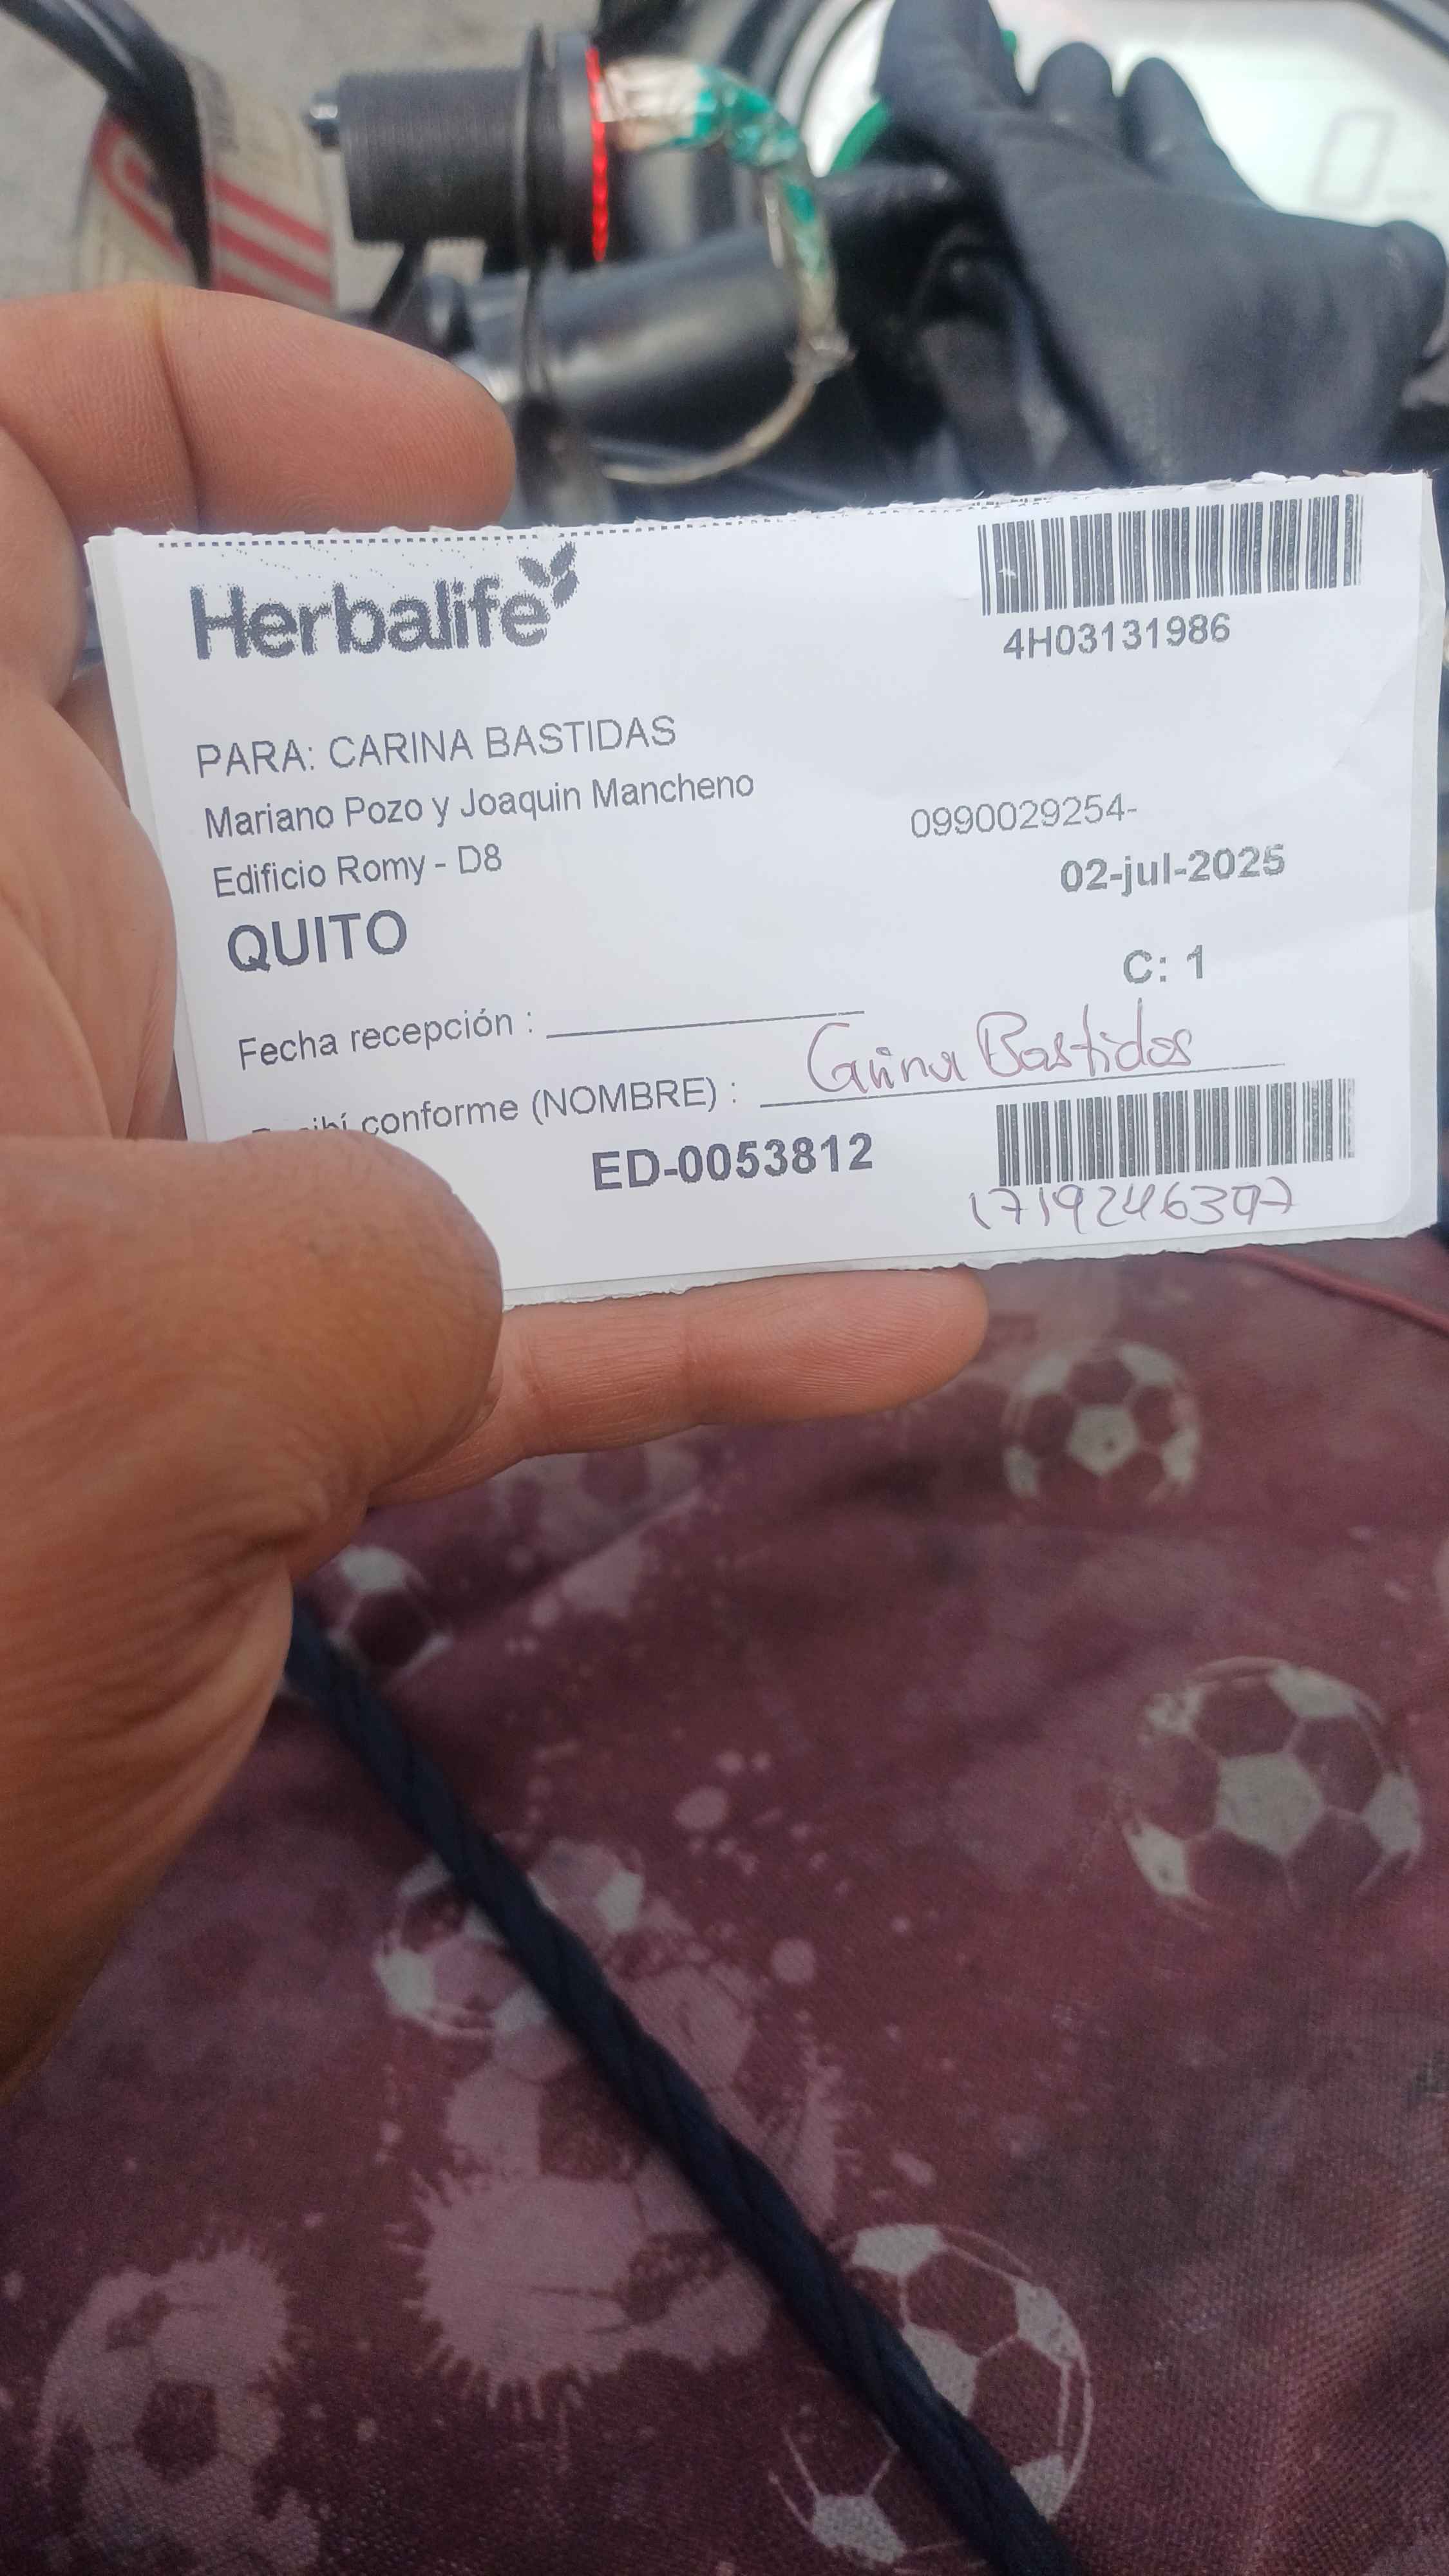 Herbalife
4H03131986
PARA: CARINA BASTIDAS
Mariano Pozo y Joaquin Mancheno
0990029254-
Edificio Romy - D8
02-jul-2025
QUITO
C: 1
Fecha recepción :
conforme (NOMBRE) : Carina Bastidas
ED-0053812
1719246397
0